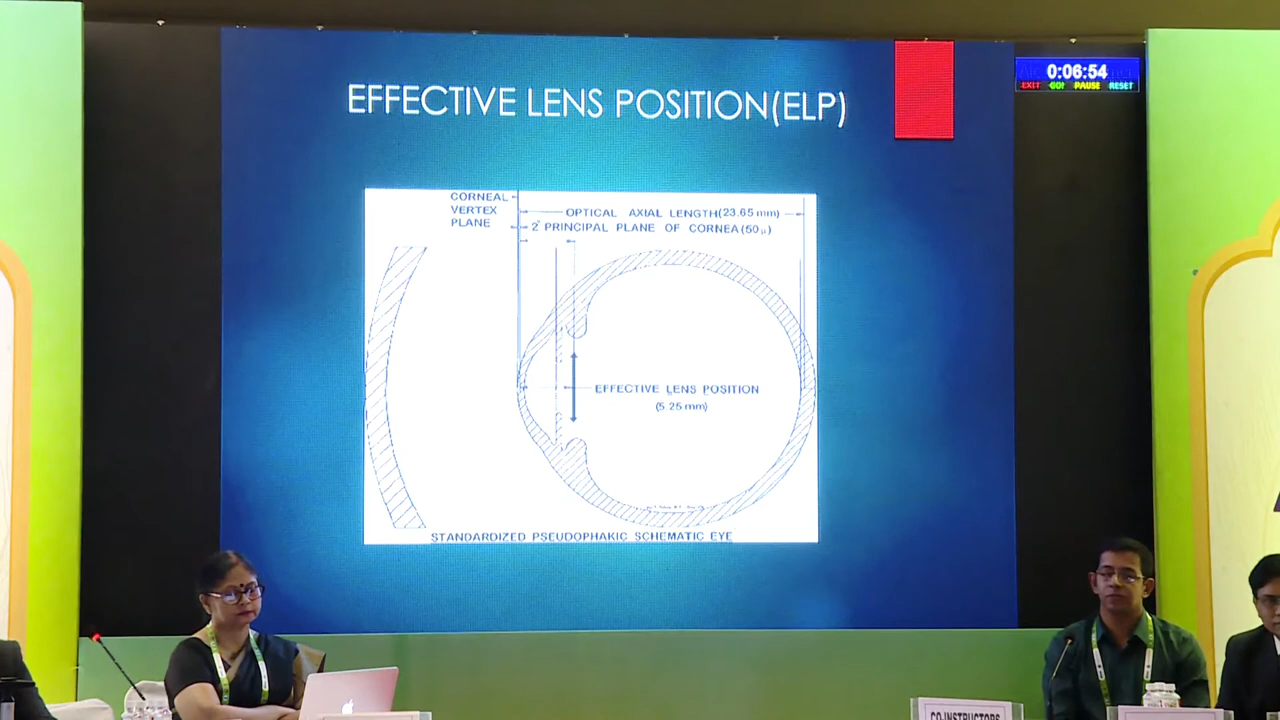 EFFECTIVE LENS POSITION(ELP)
0:06:54
EXIT GO! PAUSE RESET
CORNEAL
VERTEX
PLANE
OPTICAL AXIAL LENGTH(23.65 mm)
2° PRINCIPAL PLANE OF CORNEA(50µ)
EFFECTIVE LENS POSITION
(5.25 mm)
STANDARDIZED PSEUDOPHAKIC SCHEMATIC EYE
CO-INSTRUCTORS